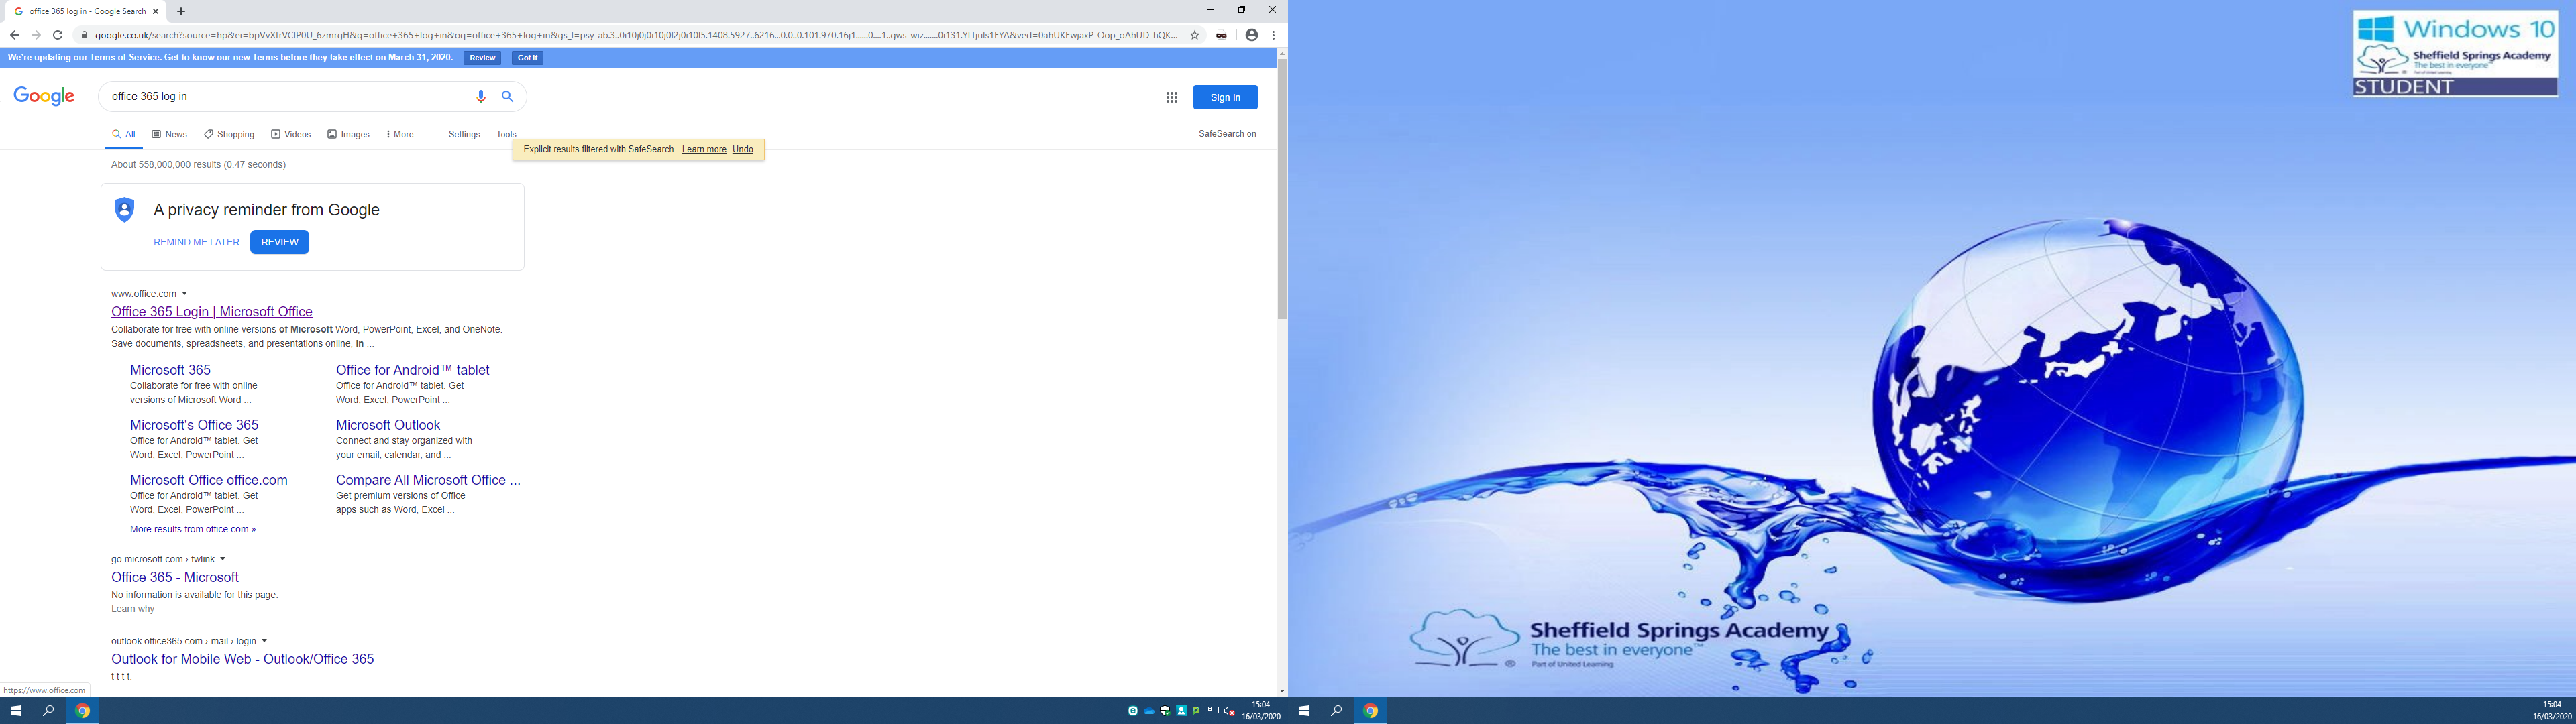 office 365 log in - Google Search
google.co.uk/search?source=hp&ei=bpVvXtrVCIP0U_6zmrgH&q=office+365+log+in&oq=office+365+log+in&gs_l=psy-ab.3..0i10j0j0i10j0l2j0i10l5.1408.5927..6216...0.0..0.101.970.16j1......0....1..gws-wiz.......0i131.YLtjuIs1EYA&ved=0ahUKEwjaxP-Oop_oAhUD-hQK...
We're updating our Terms of Service. Get to know our new Terms before they take effect on March 31, 2020. Review Got it
Google
office 365 log in
Sign in
All News Shopping Videos Images More Settings Tools
SafeSearch on
Explicit results filtered with SafeSearch. Learn more Undo
About 558,000,000 results (0.47 seconds)
A privacy reminder from Google
REMIND ME LATER REVIEW
www.office.com
Office 365 Login | Microsoft Office
Collaborate for free with online versions of Microsoft Word, PowerPoint, Excel, and OneNote.
Save documents, spreadsheets, and presentations online, in ...
Microsoft 365
Collaborate for free with online
versions of Microsoft Word ...
Office for Android™ tablet
Office for Android™ tablet. Get
Word, Excel, PowerPoint ...
Microsoft's Office 365
Office for Android™ tablet. Get
Word, Excel, PowerPoint ...
Microsoft Outlook
Connect and stay organized with
your email, calendar, and ...
Microsoft Office office.com
Office for Android™ tablet. Get
Word, Excel, PowerPoint ...
Compare All Microsoft Office ...
Get premium versions of Office
apps such as Word, Excel ...
More results from office.com »
go.microsoft.com › fwlink
Office 365 - Microsoft
No information is available for this page.
Learn why
outlook.office365.com › mail › login
Outlook for Mobile Web - Outlook/Office 365
t t t t.
https://www.office.com
15:04
16/03/2020
Windows 10
Sheffield Springs Academy
The best in everyone™
Part of United Learning
STUDENT
Sheffield Springs Academy
The best in everyone™
Part of United Learning
®
15:04
16/03/2020